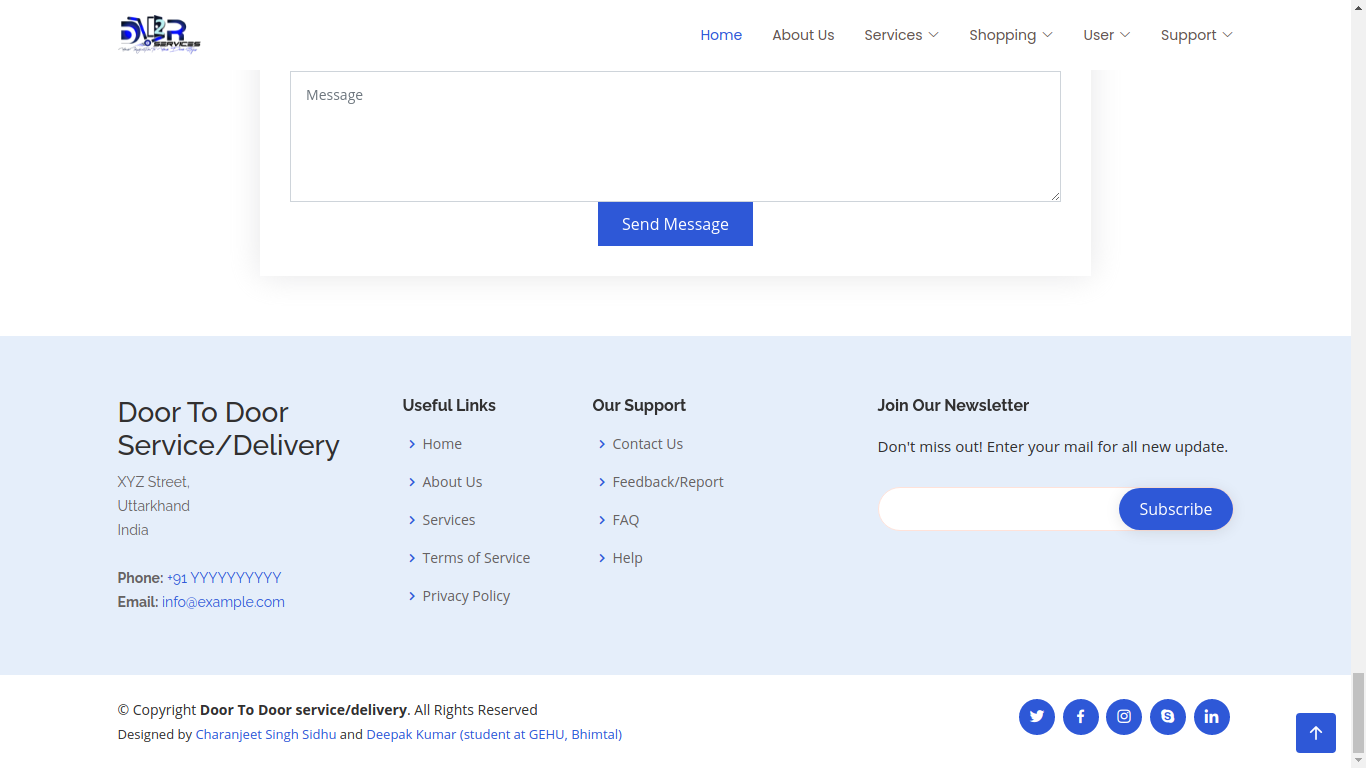 SERVICES
Home
About Us
Services
Shopping
User
Support
Message
Send Message
Door To Door
Service/Delivery
XYZ Street,
Uttarkhand
India
Phone: +91 YYYYYYYYYY
Email: info@example.com
Useful Links
Home
About Us
Services
Terms of Service
Privacy Policy
Our Support
Contact Us
Feedback/Report
FAQ
Help
Join Our Newsletter
Don't miss out! Enter your mail for all new update.
Subscribe
© Copyright Door To Door service/delivery. All Rights Reserved
Designed by Charanjeet Singh Sidhu and Deepak Kumar (student at GEHU, Bhimtal)